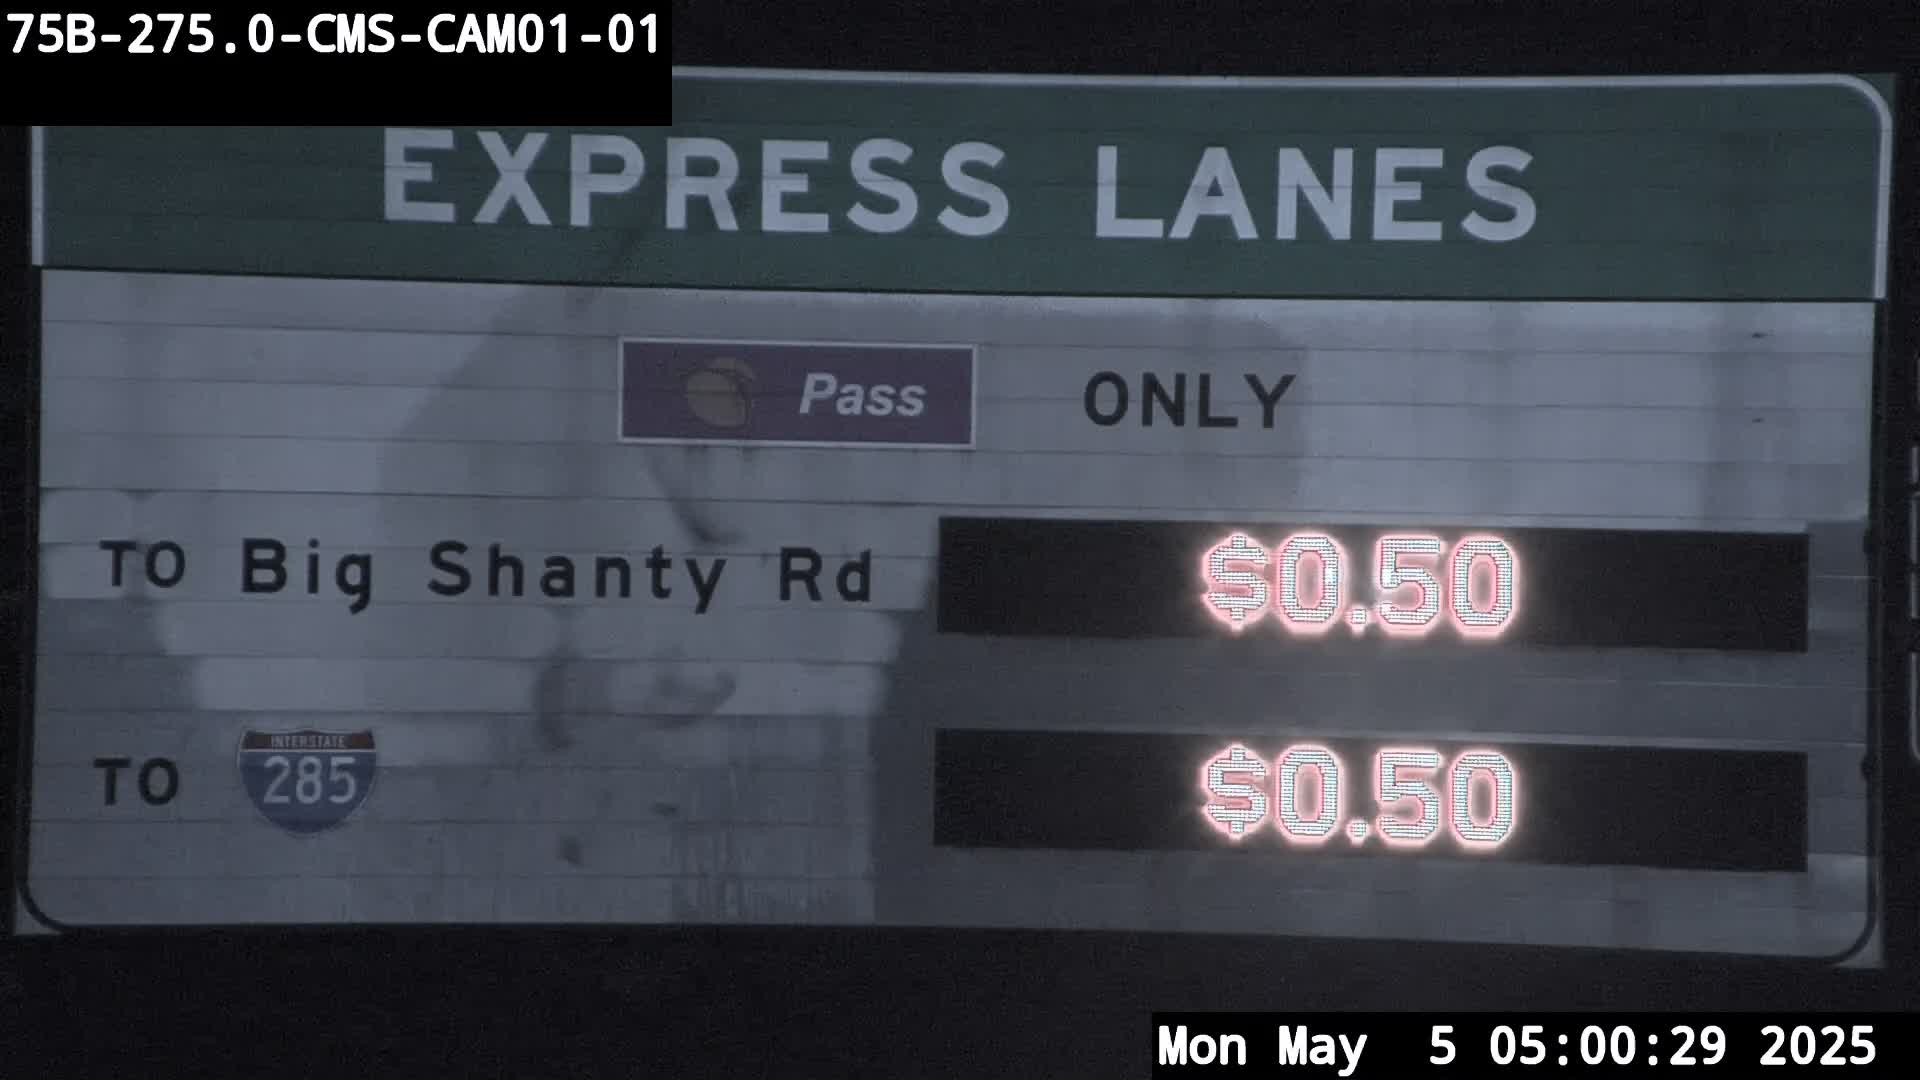 75B-275.0-CMS-CAM01-01
EXPRESS LANES
Pass ONLY
TO Big Shanty Rd $0.50
TO INTERSTATE 285 $0.50
Mon May 5 05:00:29 2025